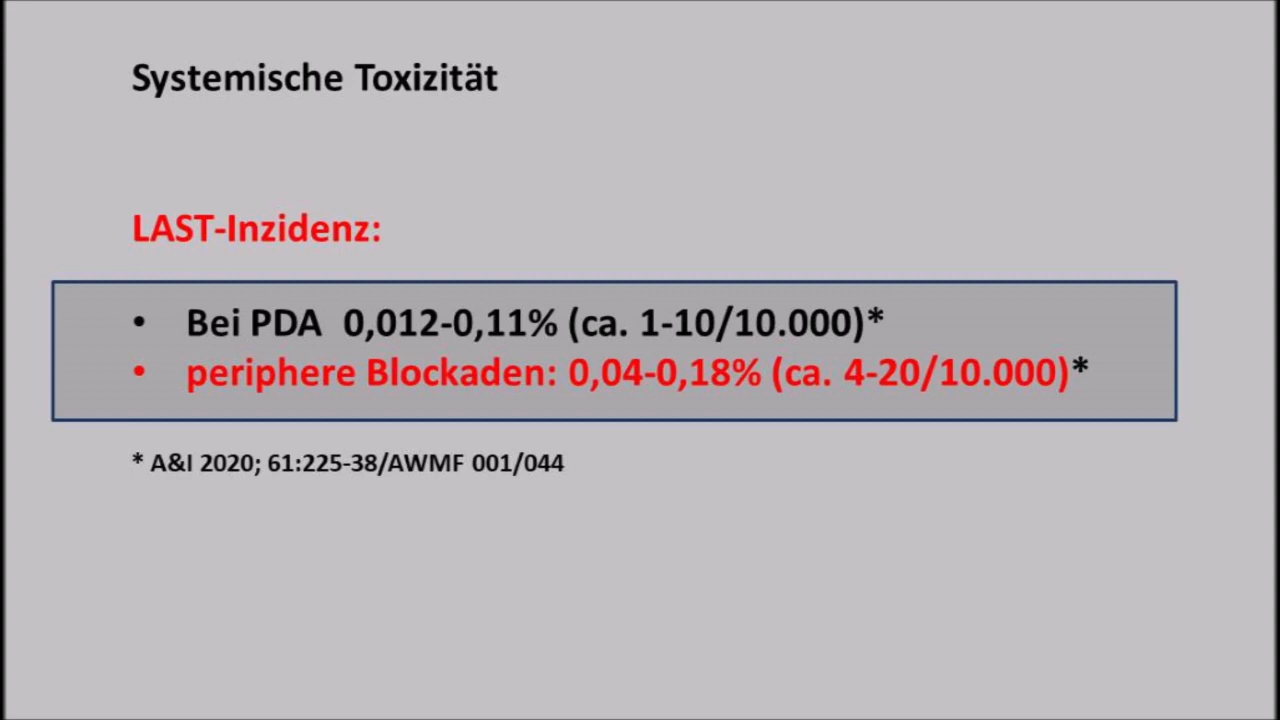 Systemische Toxizität
LAST-Inzidenz:
• Bei PDA 0,012-0,11% (ca. 1-10/10.000)*
• periphere Blockaden: 0,04-0,18% (ca. 4-20/10.000)*
* A&I 2020; 61:225-38/AWMF 001/044